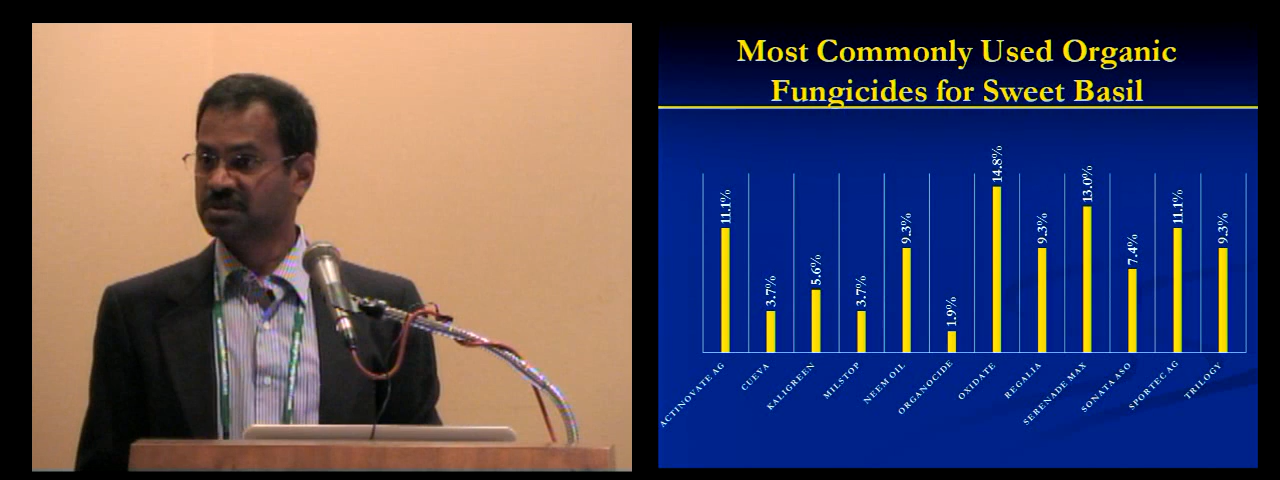 Most Commonly Used Organic
Fungicides for Sweet Basil
11.1%
3.7%
5.6%
3.7%
9.3%
1.9%
14.8%
9.3%
13.0%
7.4%
11.1%
9.3%
ACTINOVATE AG
CUEVA
KALIGREEN
MILSTOP
NEEM OIL
ORGANOCIDE
OXIDATE
REGALIA
SERENADE MAX
SONATA ASO
SPORTEC AG
TRILOGY